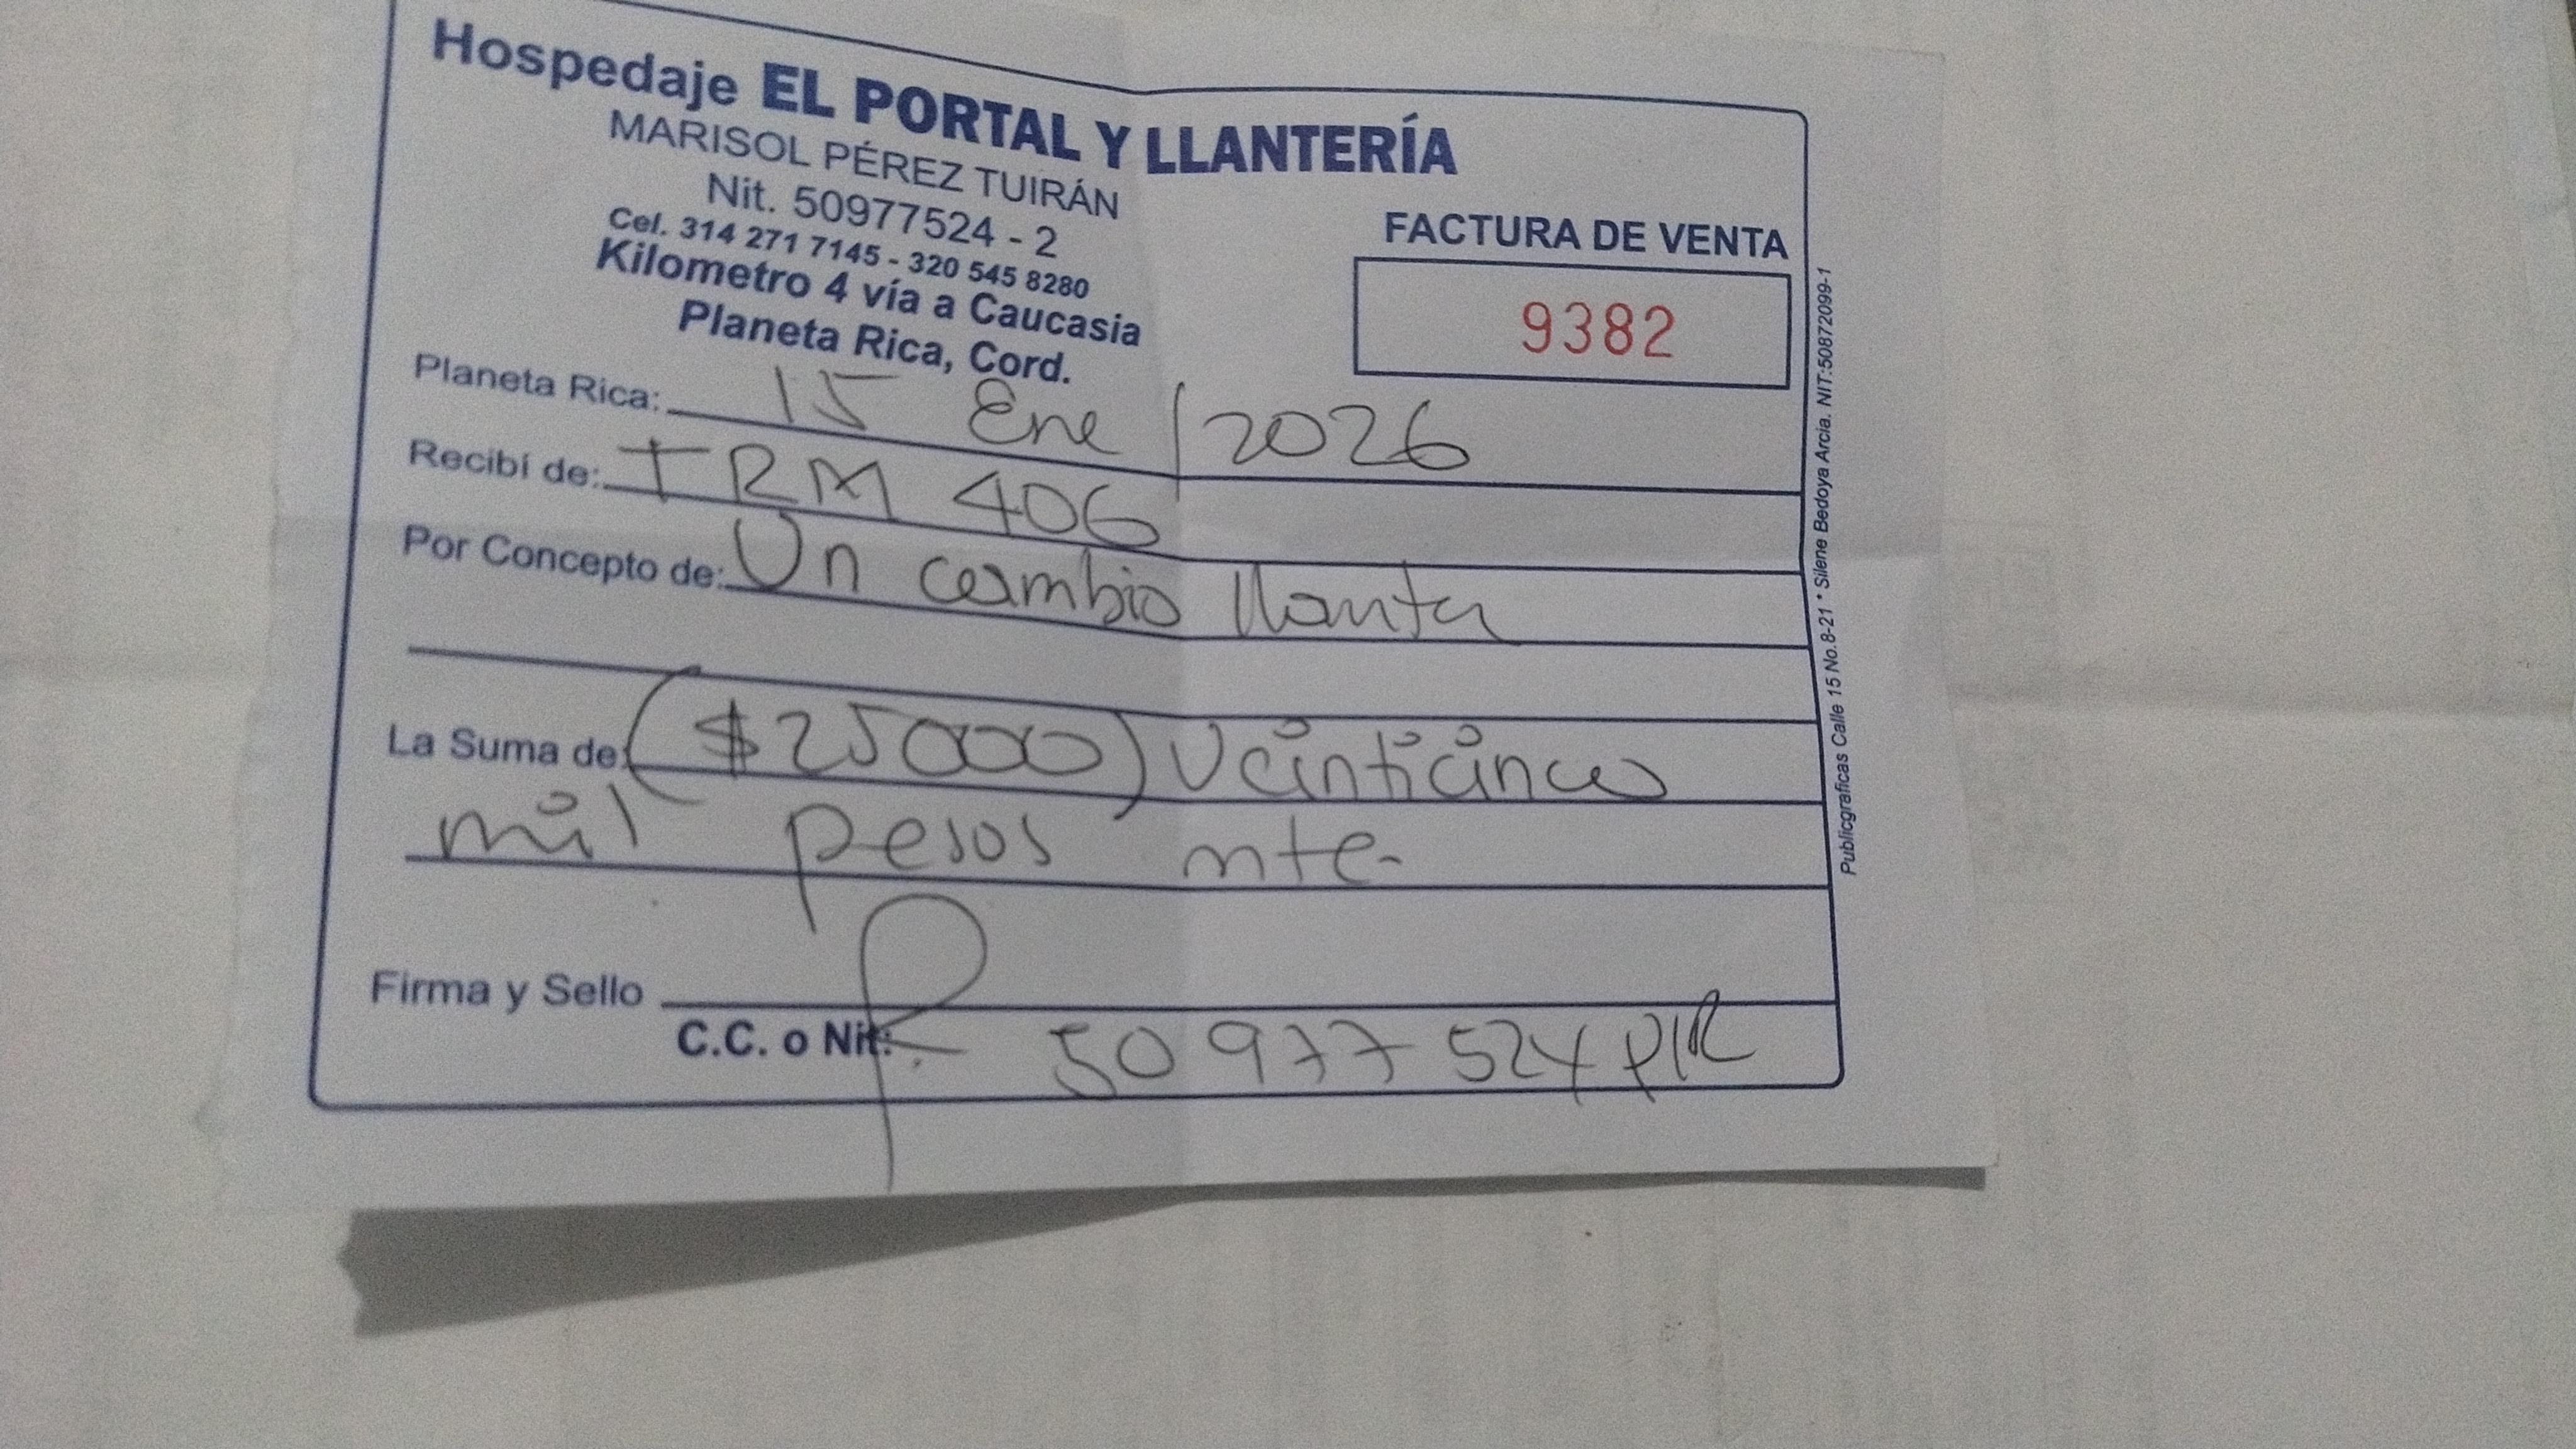 Hospedaje EL PORTAL Y LLANTERÍA
MARISOL PÉREZ TUIRÁN
Nit. 50977524 - 2
Cel. 314 271 7145 - 320 545 8280
Kilometro 4 vía a Caucasia
Planeta Rica, Cord.
FACTURA DE VENTA
9382
Planeta Rica: 15 Ene / 2026
Recibí de: TRM 406
Por Concepto de: Un cambio llanta
La Suma de: ($25000) Veinticinco
mil pesos mte-
Firma y Sello
C.C. o Nit: 50977524 P/R
Publicgraficas Calle 15 No.8-21 * Silene Bedoya Arcia. NIT:50872099-1